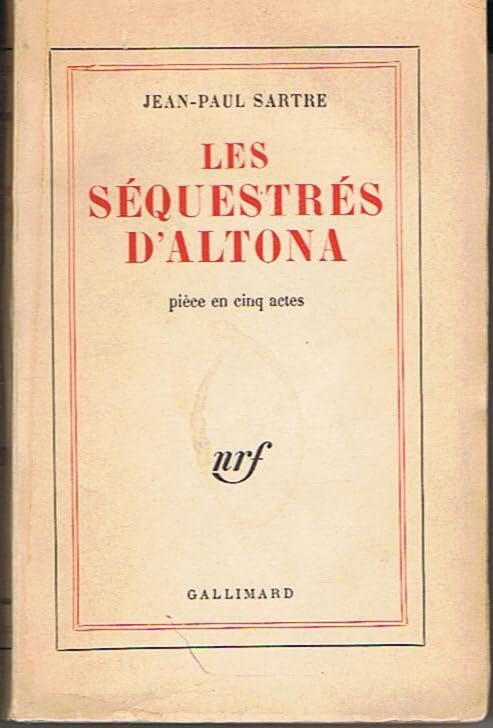 JEAN-PAUL SARTRE
LES
SÉQUESTRÉS
D'ALTONA
pièce en cinq actes
nrf
GALLIMARD